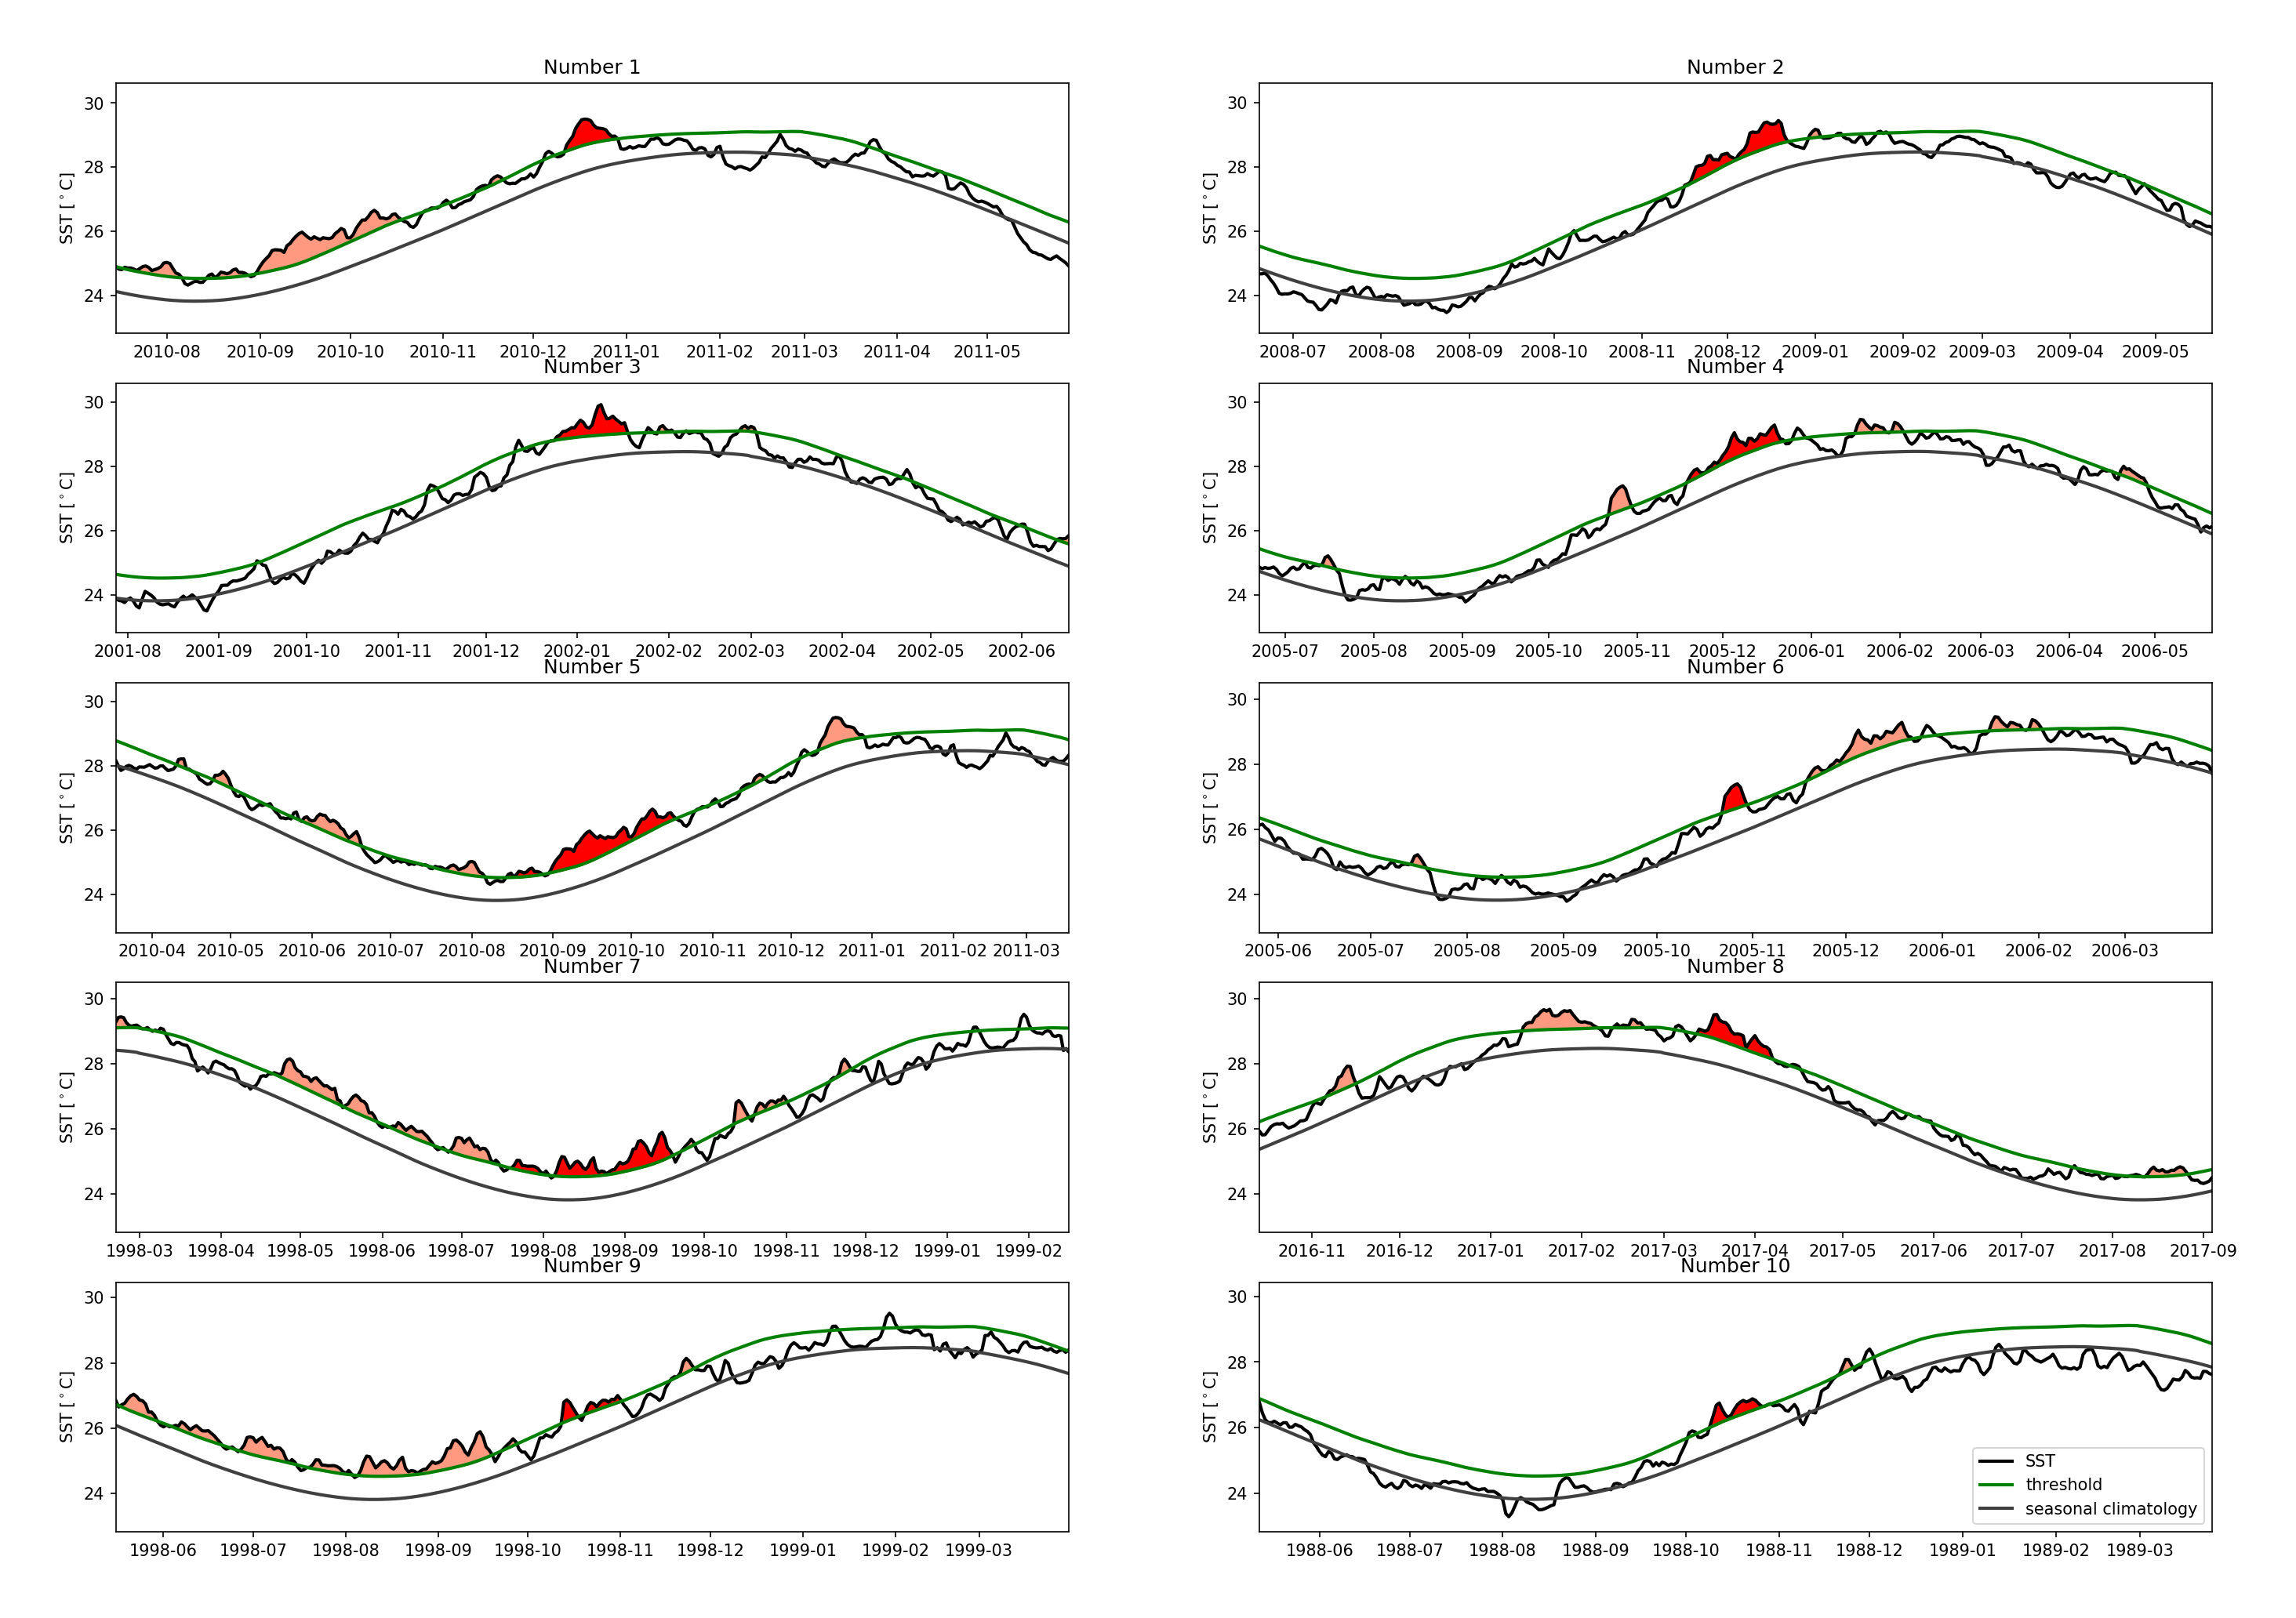 Number 1
30
28
26
24
SST [°C]
2010-08 2010-09 2010-10 2010-11 2010-12 2011-01 2011-02 2011-03 2011-04 2011-05
Number 2
30
28
26
24
SST [°C]
2008-07 2008-08 2008-09 2008-10 2008-11 2008-12 2009-01 2009-02 2009-03 2009-04 2009-05
Number 3
30
28
26
24
SST [°C]
2001-08 2001-09 2001-10 2001-11 2001-12 2002-01 2002-02 2002-03 2002-04 2002-05 2002-06
Number 4
30
28
26
24
SST [°C]
2005-07 2005-08 2005-09 2005-10 2005-11 2005-12 2006-01 2006-02 2006-03 2006-04 2006-05
Number 5
30
28
26
24
SST [°C]
2010-04 2010-05 2010-06 2010-07 2010-08 2010-09 2010-10 2010-11 2010-12 2011-01 2011-02 2011-03
Number 6
30
28
26
24
SST [°C]
2005-06 2005-07 2005-08 2005-09 2005-10 2005-11 2005-12 2006-01 2006-02 2006-03
Number 7
30
28
26
24
SST [°C]
1998-03 1998-04 1998-05 1998-06 1998-07 1998-08 1998-09 1998-10 1998-11 1998-12 1999-01 1999-02
Number 8
30
28
26
24
SST [°C]
2016-11 2016-12 2017-01 2017-02 2017-03 2017-04 2017-05 2017-06 2017-07 2017-08 2017-09
Number 9
30
28
26
24
SST [°C]
1998-06 1998-07 1998-08 1998-09 1998-10 1998-11 1998-12 1999-01 1999-02 1999-03
Number 10
30
28
26
24
SST [°C]
SST
threshold
seasonal climatology
1988-06 1988-07 1988-08 1988-09 1988-10 1988-11 1988-12 1989-01 1989-02 1989-03